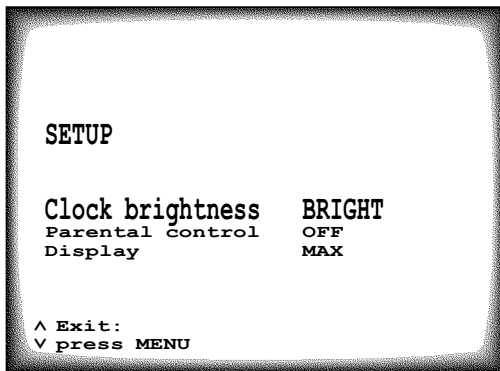 SETUP
Clock brightness BRIGHT
Parental control OFF
Display MAX
∧ Exit:
∨ press MENU